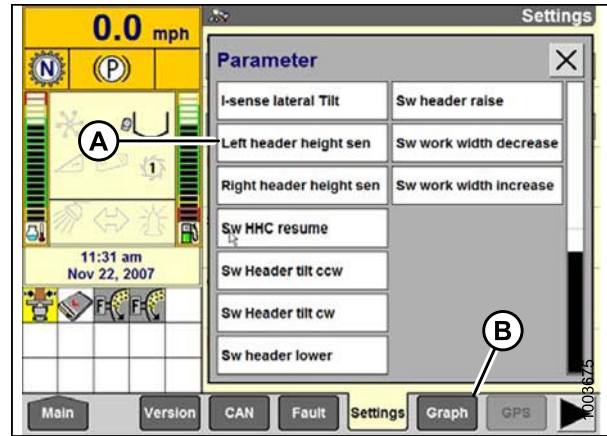 0.0 mph
Settings
N
(P)
Parameter
I-sense lateral Tilt
Sw header raise
A
Left header height sen
Sw work width decrease
1
Right header height sen
Sw work width increase
Sw HHC resume
11:31 am
Nov 22, 2007
Sw Header tilt ccw
F
F
Sw Header tilt cw
B
Sw header lower
Main
Version
CAN
Fault
Settings
Graph
GPS
1003675